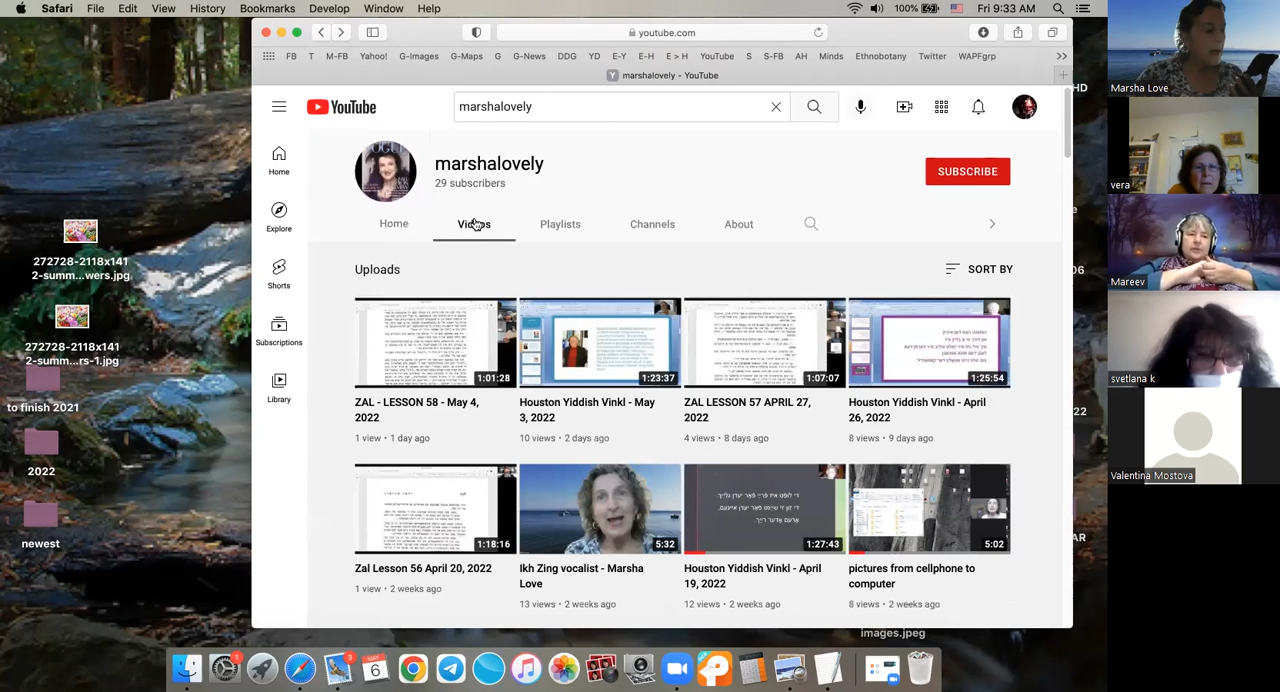 Safari File Edit View History Bookmarks Develop Window Help
100% Fri 9:33 AM
youtube.com
FB T M-FB Yahoo! G-Images G-Maps G G-News DDG YD E-Y E-H E > H YouTube S S-FB AH Minds Ethnobotany Twitter WAPFgrp
marshalovely - YouTube
YouTube
marshalovely
Home
Explore
Shorts
Subscriptions
Library
VOGUE
marshalovely
29 subscribers
SUBSCRIBE
Home Videos Playlists Channels About
Uploads
SORT BY
1:01:28
1:23:37
1:07:07
1:25:54
ZAL - LESSON 58 - May 4, 2022
1 view • 1 day ago
Houston Yiddish Vinkl - May 3, 2022
10 views • 2 days ago
ZAL LESSON 57 APRIL 27, 2022
4 views • 8 days ago
Houston Yiddish Vinkl - April 26, 2022
8 views • 9 days ago
1:18:16
5:32
1:27:43
5:02
Zal Lesson 56 April 20, 2022
1 view • 2 weeks ago
Ikh Zing vocalist - Marsha Love
13 views • 2 weeks ago
Houston Yiddish Vinkl - April 19, 2022
12 views • 2 weeks ago
pictures from cellphone to computer
8 views • 2 weeks ago
272728-2118x141
2-summ...wers.jpg
272728-2118x141
2-summ...rs-1.jpg
to finish 2021
2022
newest
images.jpeg
HD
06
22
AR
Marsha Love
vera
Mareev
svetlana k
Valentina Mostova
1
3
MAY
6